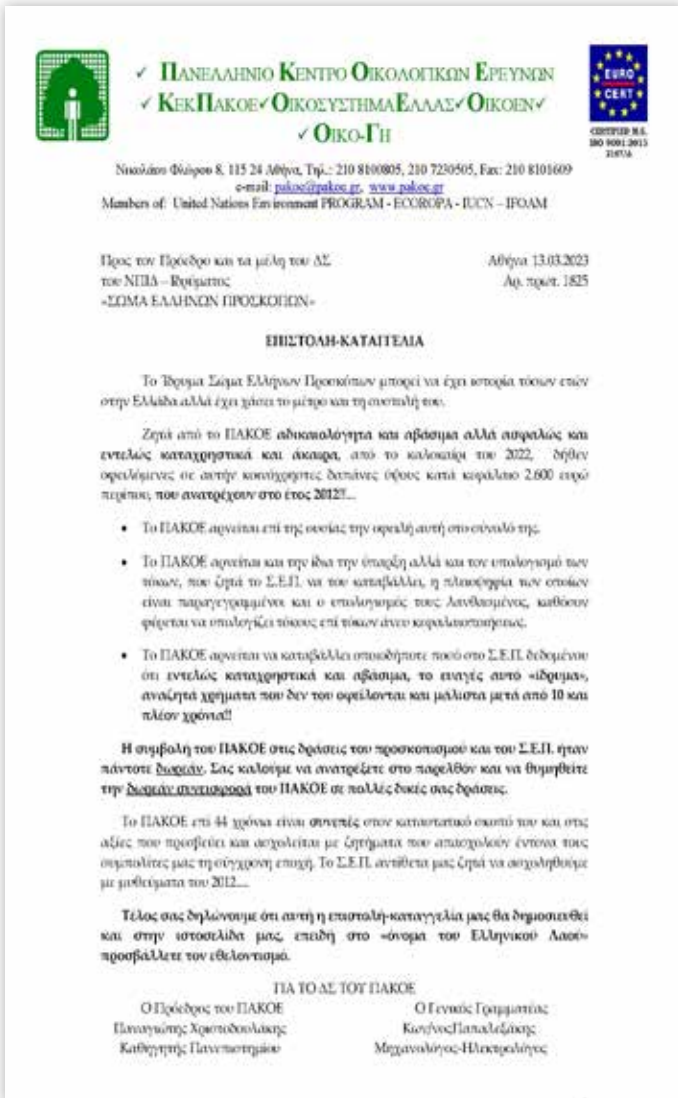 ✓ ΠΑΝΕΛΛΗΝΙΟ ΚΕΝΤΡΟ ΟΙΚΟΛΟΓΙΚΩΝ ΕΡΕΥΝΩΝ
✓ ΚΕΚΠΑΚΟΕ✓ΟΙΚΟΣΥΣΤΗΜΑΕΛΛΑΣ✓ΟΙΚΟΕΝ✓
✓ ΟΙΚΟ-ΓΗ
EURO
CERT
CERTIFIED M.S.
ISO 9001:2015
Νικολάου Φλώρου 8, 115 24 Αθήνα, Τηλ.: 210 8100805, 210 7230505, Fax: 210 8101609
e-mail: pakoe@pakoe.gr, www.pakoe.gr
Members of: United Nations Environment PROGRAM - ECOROPA - IUCN – IFOAM
Προς τον Πρόεδρο και τα μέλη του ΔΣ
του ΝΠΙΔ – Ιδρύματος
«ΣΩΜΑ ΕΛΛΗΝΩΝ ΠΡΟΣΚΟΠΩΝ»
Αθήνα 13.03.2023
Αρ. πρωτ. 1825
ΕΠΙΣΤΟΛΗ-ΚΑΤΑΓΓΕΛΙΑ
Το Ίδρυμα Σώμα Ελλήνων Προσκόπων μπορεί να έχει ιστορία τόσων ετών
στην Ελλάδα αλλά έχει χάσει το μέτρο και τη συστολή του.
Ζητά από το ΠΑΚΟΕ αδικαιολόγητα και αβάσιμα αλλά ασφαλώς και
εντελώς καταχρηστικά και άκαιρα, από το καλοκαίρι του 2022, δήθεν
οφειλόμενες σε αυτήν κοινόχρηστες δαπάνες ύψους κατά κεφάλαιο 2.600 ευρώ
περίπου, που ανατρέχουν στο έτος 2012!!...
• Το ΠΑΚΟΕ αρνείται επί της ουσίας την οφειλή αυτή στο σύνολό της.
• Το ΠΑΚΟΕ αρνείται και την ίδια την ύπαρξη αλλά και τον υπολογισμό των
τόκων, που ζητά το Σ.Ε.Π. να του καταβάλλει, η πλειοψηφία των οποίων
είναι παραγεγραμμένοι και ο υπολογισμός τους λανθασμένος, καθόσον
φέρεται να υπολογίζει τόκους επί τόκων άνευ κεφαλαιοποιήσεως.
• Το ΠΑΚΟΕ αρνείται να καταβάλλει οποιοδήποτε ποσό στο Σ.Ε.Π. δεδομένου
ότι εντελώς καταχρηστικά και αβάσιμα, το ευαγές αυτό «ίδρυμα»,
αναζητά χρήματα που δεν του οφείλονται και μάλιστα μετά από 10 και
πλέον χρόνια!!
Η συμβολή του ΠΑΚΟΕ στις δράσεις του προσκοπισμού και του Σ.Ε.Π. ήταν
πάντοτε δωρεάν. Σας καλούμε να ανατρέξετε στο παρελθόν και να θυμηθείτε
την δωρεάν συνεισφορά του ΠΑΚΟΕ σε πολλές δικές σας δράσεις.
Το ΠΑΚΟΕ επί 44 χρόνια είναι συνεπές στον καταστατικό σκοπό του και στις
αξίες που πρεσβεύει και ασχολείται με ζητήματα που απασχολούν έντονα τους
συμπολίτες μας τη σύγχρονη εποχή. Το Σ.Ε.Π. αντίθετα μας ζητά να ασχοληθούμε
με μυθεύματα του 2012....
Τέλος σας δηλώνουμε ότι αυτή η επιστολή-καταγγελία μας θα δημοσιευθεί
και στην ιστοσελίδα μας, επειδή στο «όνομα του Ελληνικού Λαού»
προσβάλλετε τον εθελοντισμό.
ΓΙΑ ΤΟ ΔΣ ΤΟΥ ΠΑΚΟΕ
Ο Πρόεδρος του ΠΑΚΟΕ
Παναγιώτης Χριστοδουλάκης
Καθηγητής Πανεπιστημίου
Ο Γενικός Γραμματέας
Κων/νοςΠαπαλεξάκης
Μηχανολόγος-Ηλεκτρολόγος